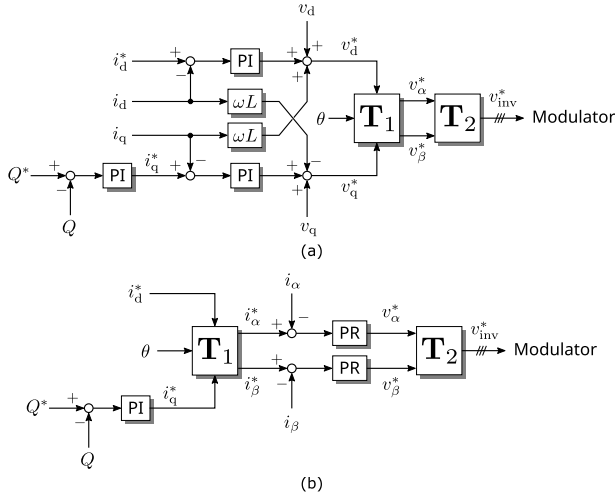 v_d
i_d^* + − PI + + v_d^*
i_d ωL + v_α^* v_inv^*
θ T_1 T_2 Modulator
i_q ωL v_β^*
Q^* + − PI i_q^* + − PI + − v_q^*
Q v_q
(a)
i_d^* i_α
i_α^* + − PR v_α^* v_inv^*
θ T_1 T_2 Modulator
Q^* + − PI i_q^* i_β^* + − PR v_β^*
Q i_β
(b)